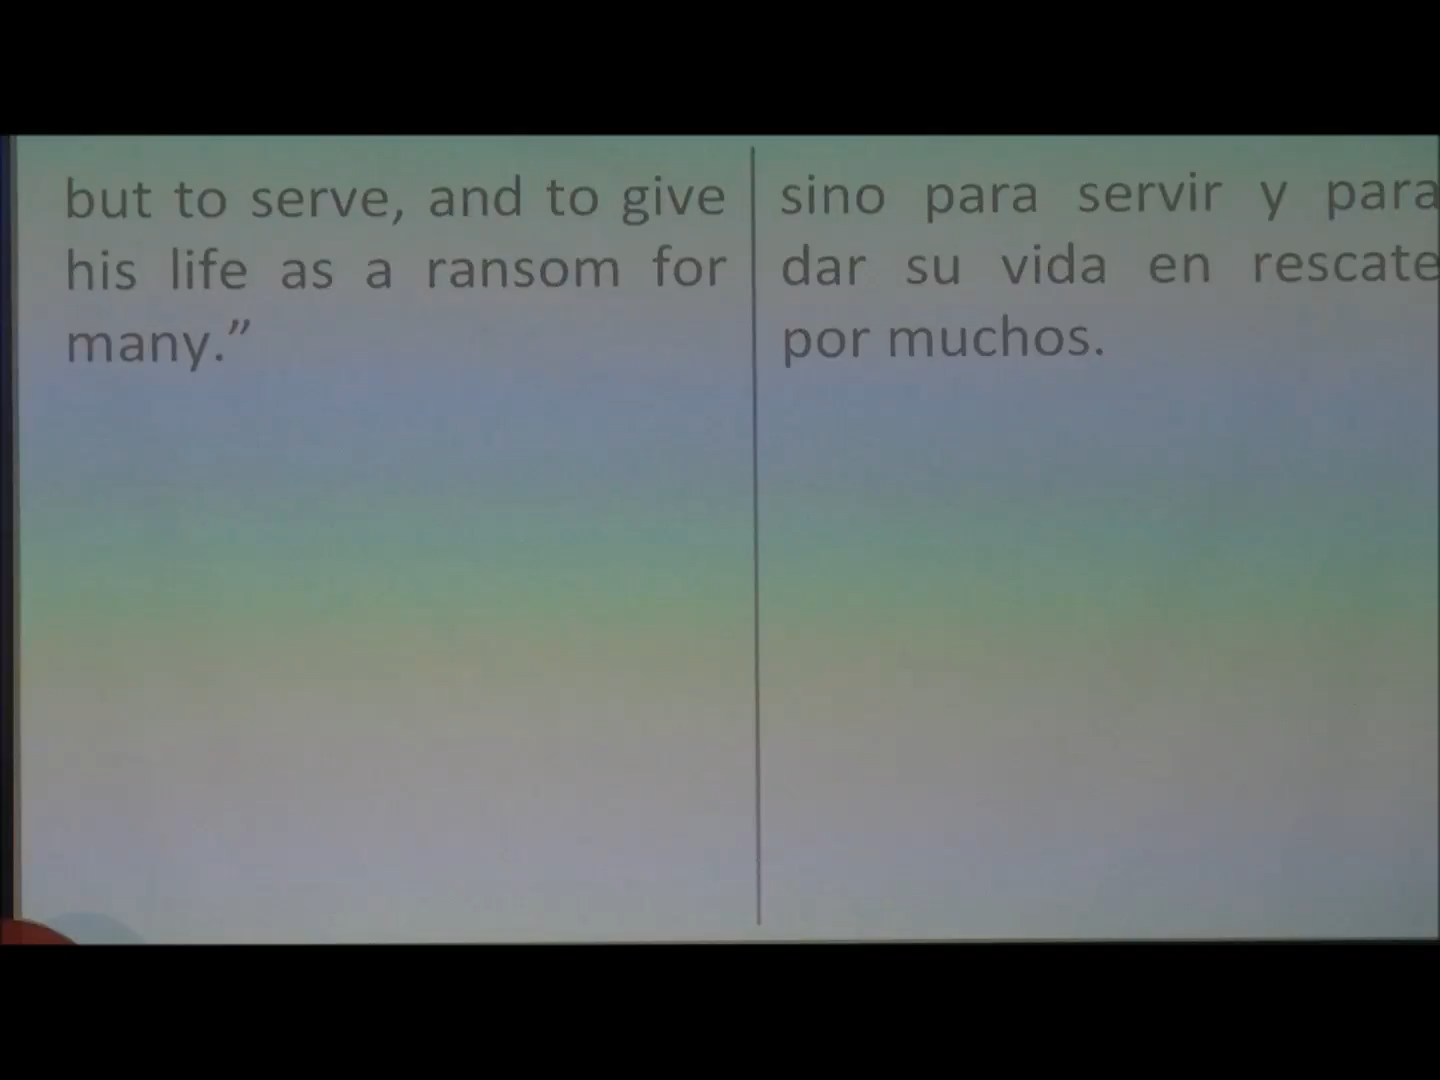 but to serve, and to give
his life as a ransom for
many.”
sino para servir y para
dar su vida en rescate
por muchos.